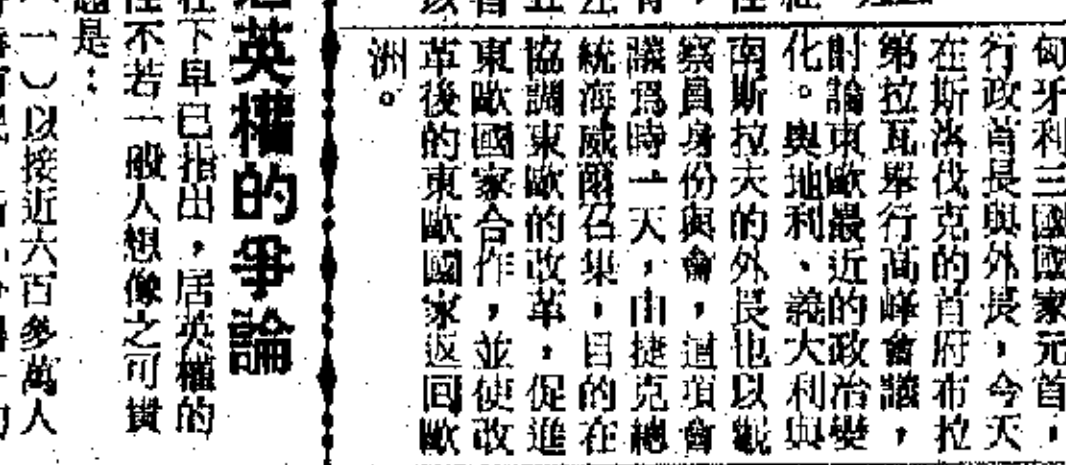 匈牙利三國國家元首，
行政首長與外長，今天
在斯洛伐克的首府布拉
第拉瓦舉行高峰會議，
討論東歐最近的政治變
化。奧地利、義大利與
南斯拉夫的外長也以觀
察員身份與會，這項會
議爲時一天，由捷克總
統海威爾召集，目的在
協調東歐的改革，促進
東歐國家合作，並使改
革後的東歐國家返回歐
洲。
英權的爭論
下早已指出，居英權的
不若一般人想像之可貴
是：
一）以接近六百多萬人